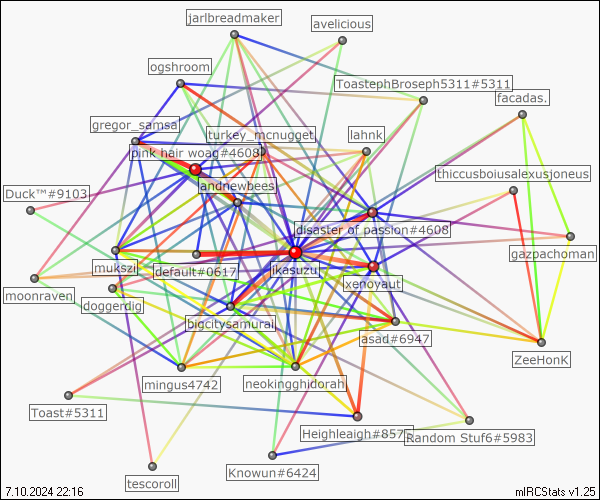 jarlbreadmaker
avelicious
ogshroom
ToastephBroseph5311#5311
facadas.
gregor_samsa
turkey_mcnugget
lahnk
pink hair woag#4608
thiccusboiusalexusjoneus
Duck™#9103
landnewbees
disaster of passion#4608
gazpachoman
mukszi
default#0617
jikasuzu
xenoyaut
moonraven
doggerdig
bigcitysamurai
asad#6947
ZeeHonK
mingus4742
neokingghidorah
Toast#5311
Heighleaigh#857
Random Stuf6#5983
Knowun#6424
tescoroll
7.10.2024 22:16
mIRCStats v1.25